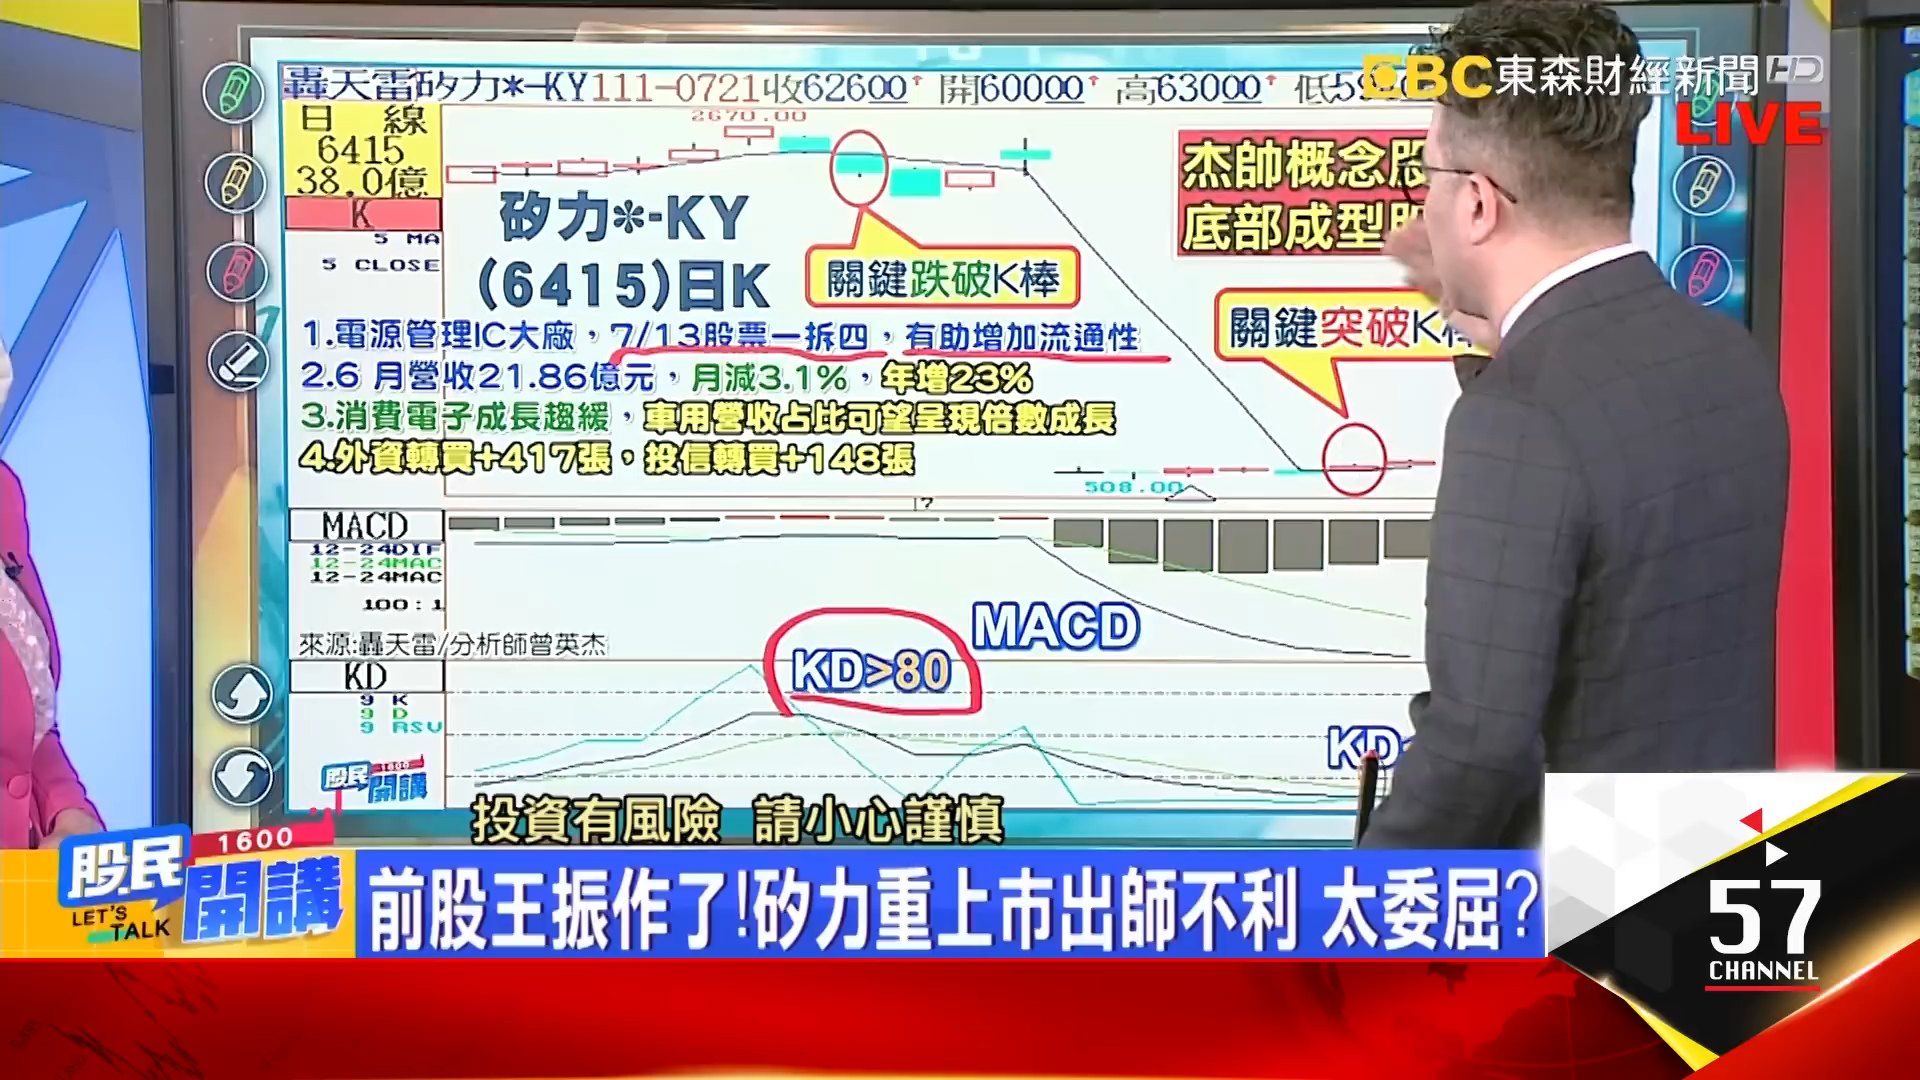 轟天雷矽力*-KY111-0721收62600↑ 開60000↑ 高63000↑ 低59
EBC東森財經新聞HD
LIVE
日 線
6415
38.0億
K
5 MA
5 CLOSE
2670.00
杰帥概念股
底部成型股
矽力*-KY
(6415)日K
關鍵跌破K棒
關鍵突破K棒
1.電源管理IC大廠，7/13股票一拆四，有助增加流通性
2.6 月營收21.86億元，月減3.1%，年增23%
3.消費電子成長趨緩，車用營收占比可望呈現倍數成長
4.外資轉買+417張，投信轉買+148張
508.00
7
MACD
12-24DIF
12-24MAC
12-24MAC
100:1
MACD
來源:轟天雷/分析師曾英杰
KD
9 K
9 D
9 RSV
KD>80
KD
股民開講 1600
投資有風險 請小心謹慎
股民 1600
開講
LET'S
TALK
前股王振作了!矽力重上市出師不利 太委屈?
57
CHANNEL